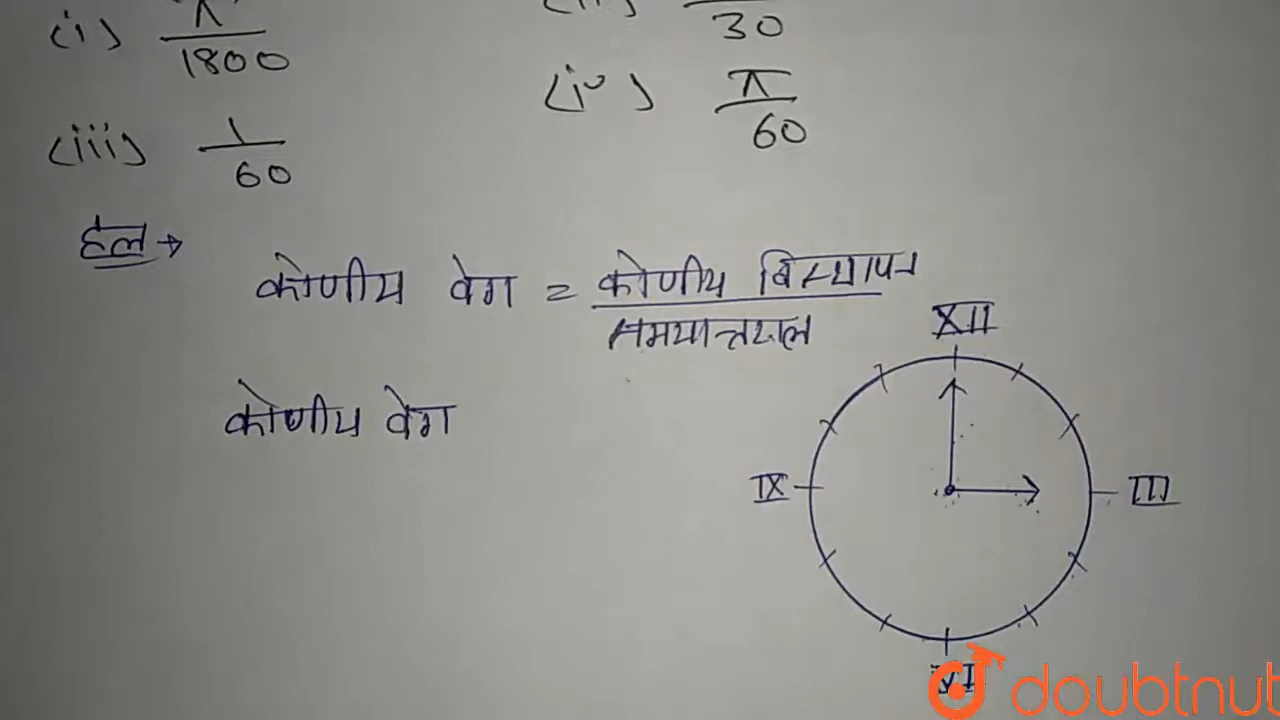 (i) π/1800
30
(iv) π/60
(iii) 1/60
हल →
कोणीय वेग = कोणीय विस्थापन / समयान्तराल
कोणीय वेग
XII
IX
III
VI
doubtnut